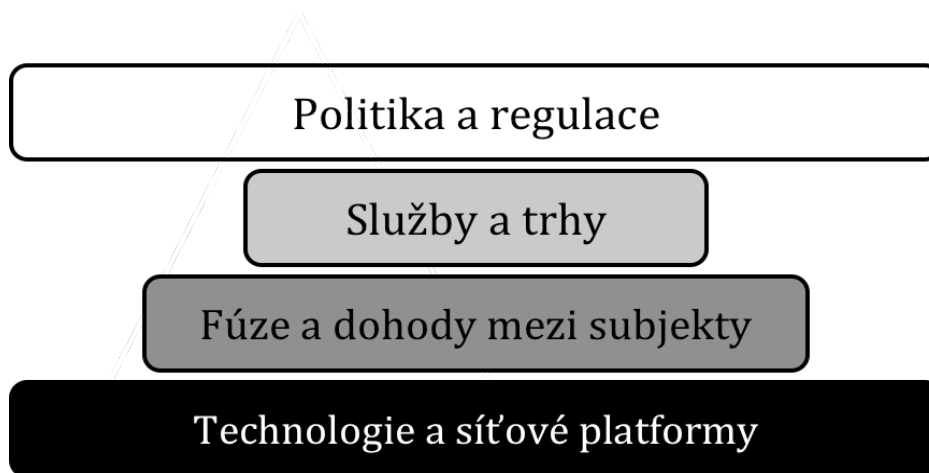 Politika a regulace
Služby a trhy
Fúze a dohody mezi subjekty
Technologie a síťové platformy